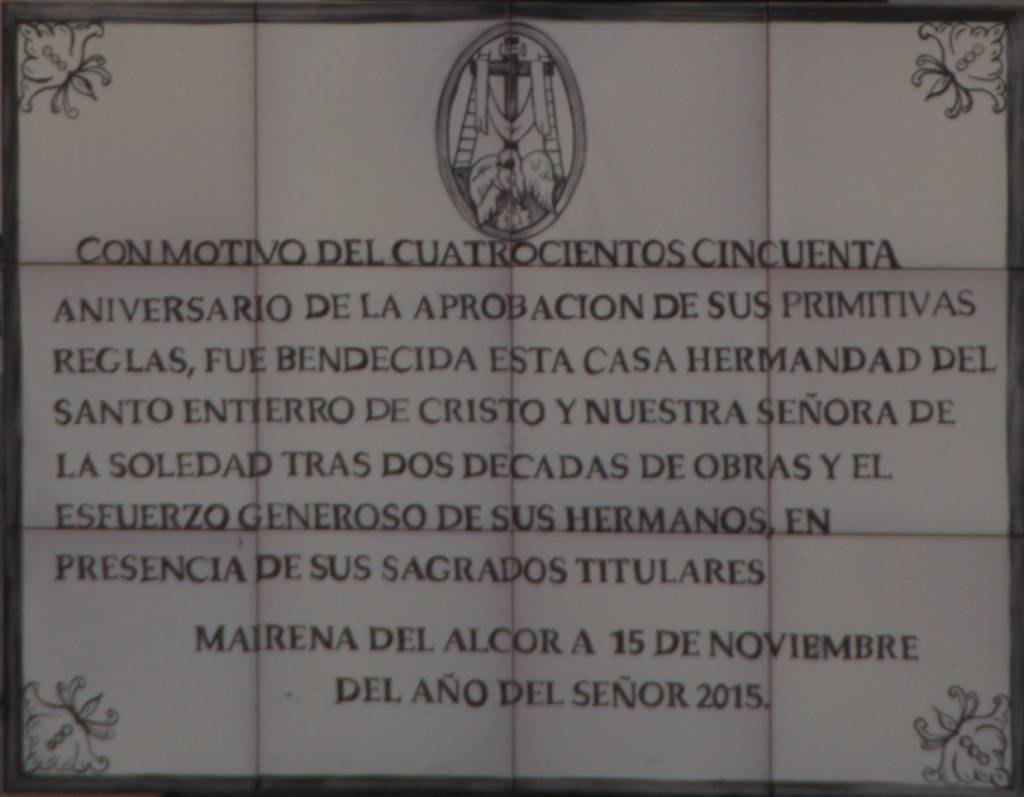 CON MOTIVO DEL CUATROCIENTOS CINCUENTA
ANIVERSARIO DE LA APROBACION DE SUS PRIMITIVAS
REGLAS, FUE BENDECIDA ESTA CASA HERMANDAD DEL
SANTO ENTIERRO DE CRISTO Y NUESTRA SEÑORA DE
LA SOLEDAD TRAS DOS DECADAS DE OBRAS Y EL
ESFUERZO GENEROSO DE SUS HERMANOS, EN
PRESENCIA DE SUS SAGRADOS TITULARES
MAIRENA DEL ALCOR A 15 DE NOVIEMBRE
DEL AÑO DEL SEÑOR 2015.